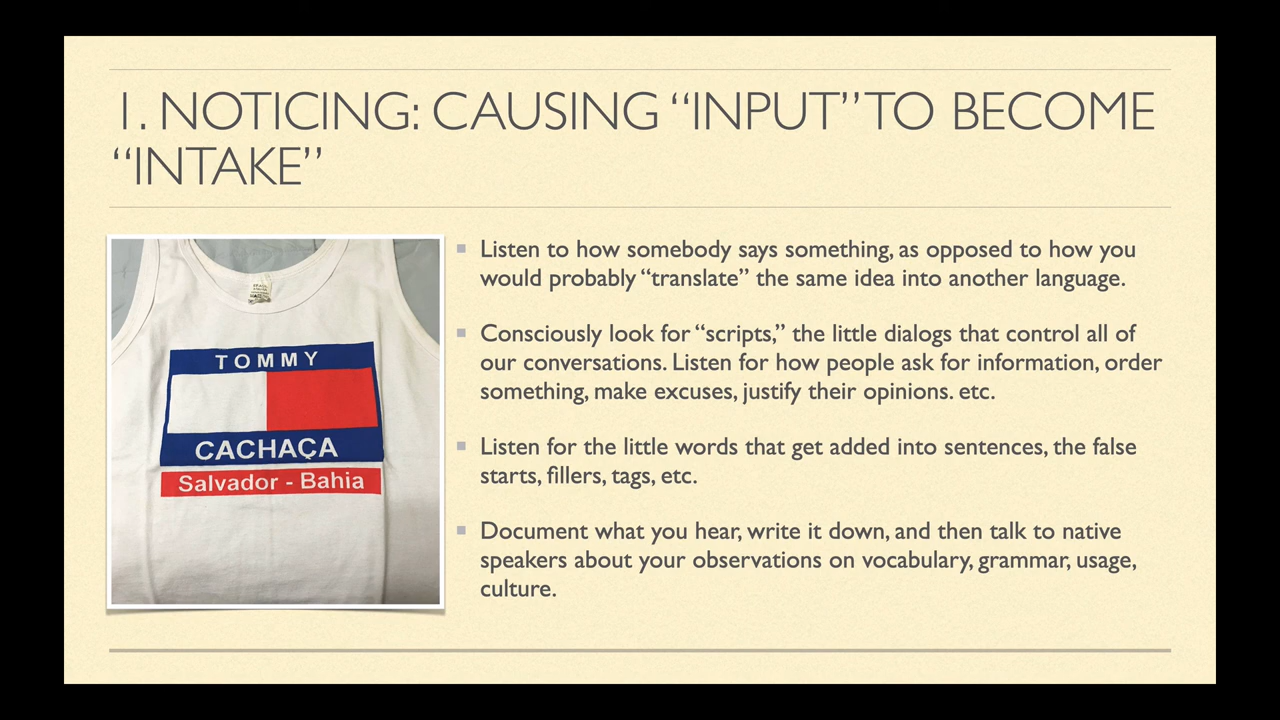 1. NOTICING: CAUSING “INPUT” TO BECOME
“INTAKE”
TOMMY
CACHAÇA
Salvador - Bahia
Listen to how somebody says something, as opposed to how you
would probably “translate” the same idea into another language.
Consciously look for “scripts,” the little dialogs that control all of
our conversations. Listen for how people ask for information, order
something, make excuses, justify their opinions. etc.
Listen for the little words that get added into sentences, the false
starts, fillers, tags, etc.
Document what you hear, write it down, and then talk to native
speakers about your observations on vocabulary, grammar, usage,
culture.